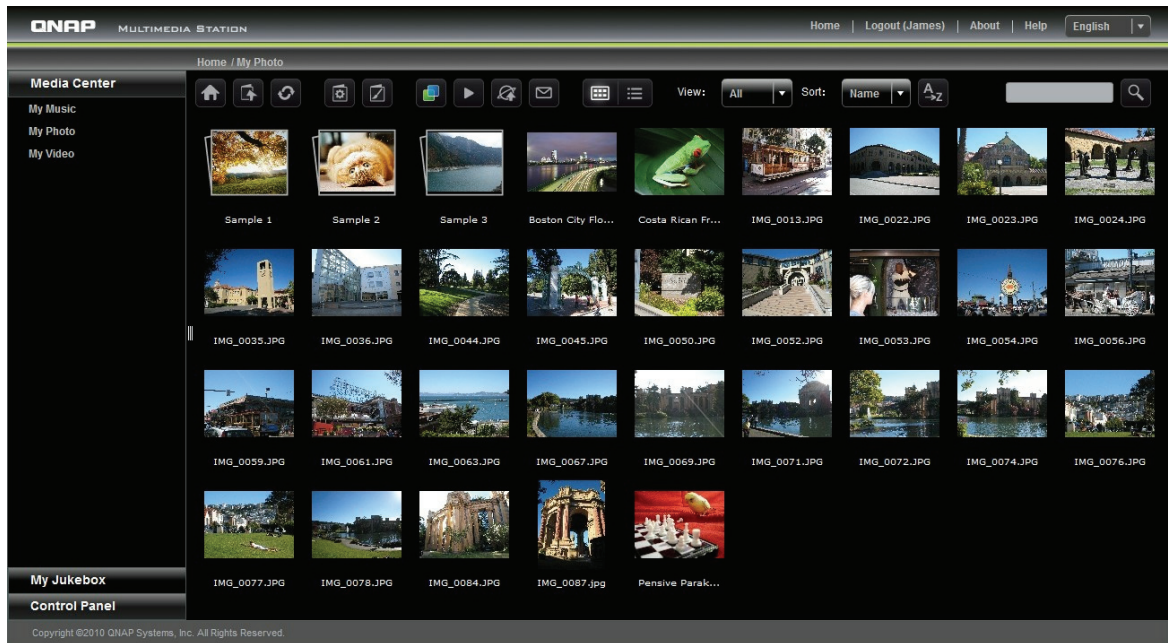 QNAP MULTIMEDIA STATION
Home | Logout (James) | About | Help English
Home / My Photo
Media Center
My Music
My Photo
My Video
View: All Sort: Name A→Z
Sample 1 Sample 2 Sample 3 Boston City Flo... Costa Rican Fr... IMG_0013.JPG IMG_0022.JPG IMG_0023.JPG IMG_0024.JPG
IMG_0035.JPG IMG_0036.JPG IMG_0044.JPG IMG_0045.JPG IMG_0050.JPG IMG_0052.JPG IMG_0053.JPG IMG_0054.JPG IMG_0056.JPG
IMG_0059.JPG IMG_0061.JPG IMG_0063.JPG IMG_0067.JPG IMG_0069.JPG IMG_0071.JPG IMG_0072.JPG IMG_0074.JPG IMG_0076.JPG
IMG_0077.JPG IMG_0078.JPG IMG_0084.JPG IMG_0087.jpg Pensive Parak...
My Jukebox
Control Panel
Copyright ©2010 QNAP Systems, Inc. All Rights Reserved.